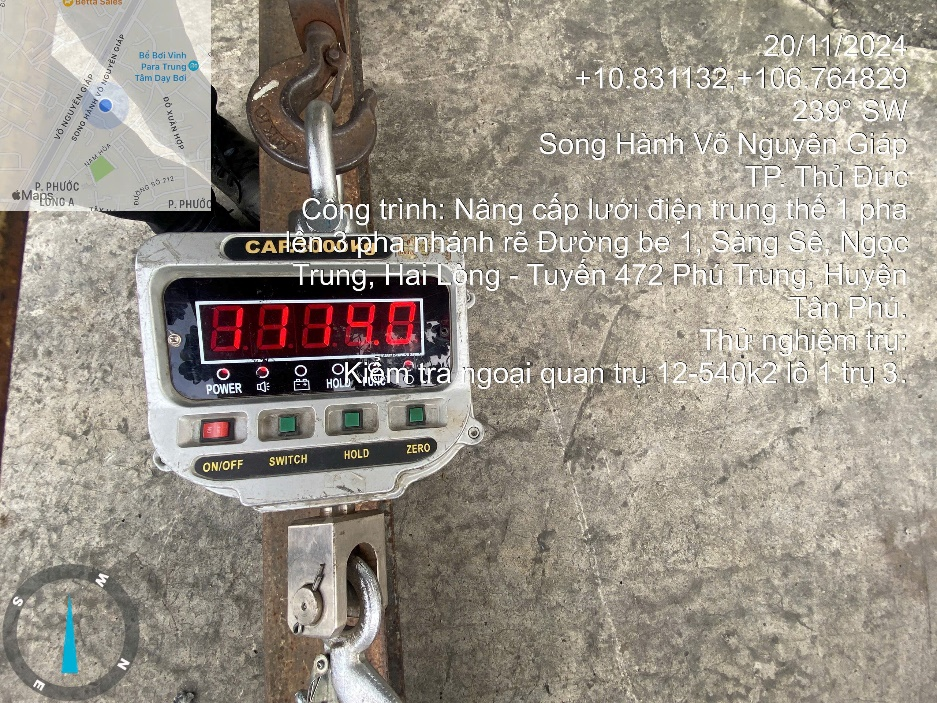 Betta Sales
Bể Bơi Vinh
Para Trung
Tâm Dạy Bơi
VÕ NGUYÊN GIÁP
SONG HÀNH VÕ NGUYÊN GIÁP
ĐỖ XUÂN HỢP
NAM HÒA
ĐƯỜNG SỐ 212
P. PHƯỚC
LONG A
Maps
P. PHƯỚC
20/11/2024
+10.831132,+106.764829
239° SW
Song Hành Võ Nguyên Giáp
TP. Thủ Đức
Công trình: Nâng cấp lưới điện trung thế 1 pha
lên 3 pha nhánh rẽ Đường be 1, Sàng Sê, Ngọc
Trung, Hai Lòng - Tuyến 472 Phú Trung, Huyện
Tân Phú.
Thử nghiệm trụ:
Kiểm tra ngoại quan trụ 12-540k2 lô 1 trụ 3.
POWER
HOLD
ON/OFF SWITCH HOLD ZERO
S
W
N
E